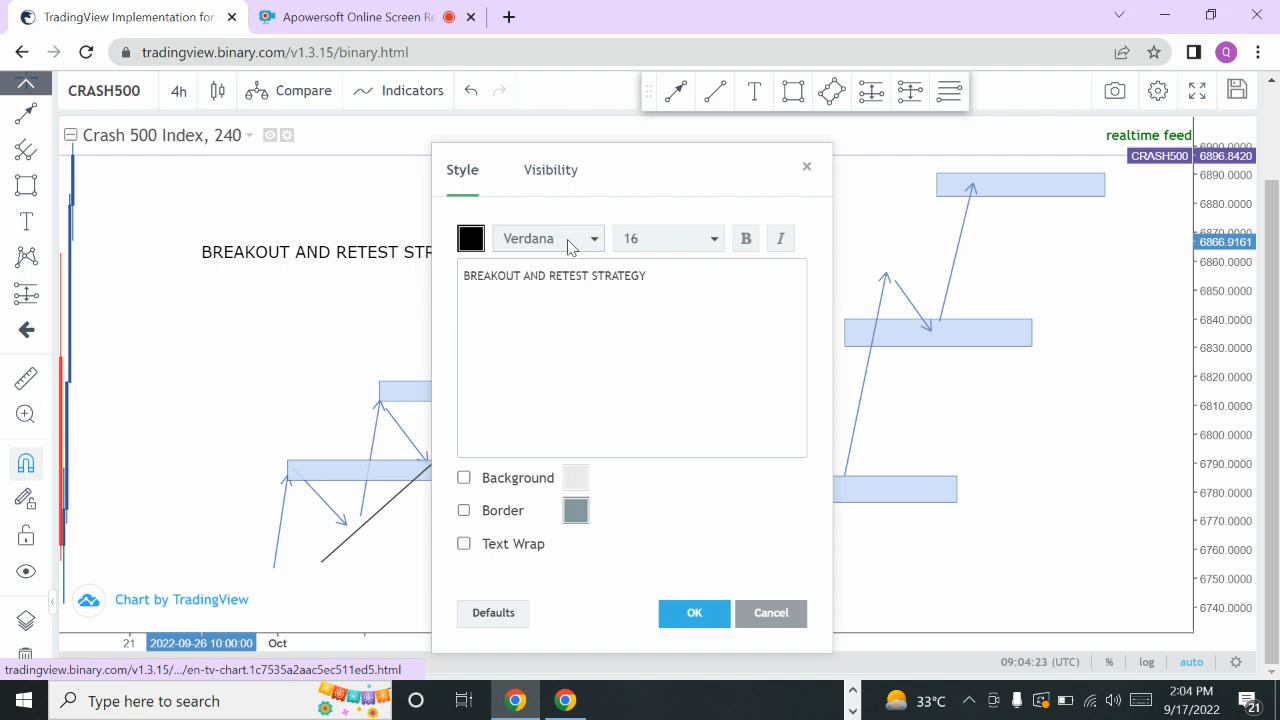 TradingView Implementation for
Apowersoft Online Screen Re
tradingview.binary.com/v1.3.15/binary.html
Q
CRASH500
4h
Compare
Indicators
T
Crash 500 Index, 240
realtime feed
6900.0000
CRASH500 6896.8420
6890.0000
6880.0000
6870.0000
6866.9161
6860.0000
6850.0000
6840.0000
6830.0000
6820.0000
6810.0000
6800.0000
6790.0000
6780.0000
6770.0000
6760.0000
6750.0000
6740.0000
BREAKOUT AND RETEST STR
Style
Visibility
Verdana
16
B
I
BREAKOUT AND RETEST STRATEGY
Background
Border
Text Wrap
Defaults
OK
Cancel
Chart by TradingView
21
2022-09-26 10:00:00
Oct
09:04:23 (UTC)
%
log
auto
tradingview.binary.com/v1.3.15/.../en-tv-chart.1c7535a2aac5ec511ed5.html
Type here to search
33°C
2:04 PM
9/17/2022
21